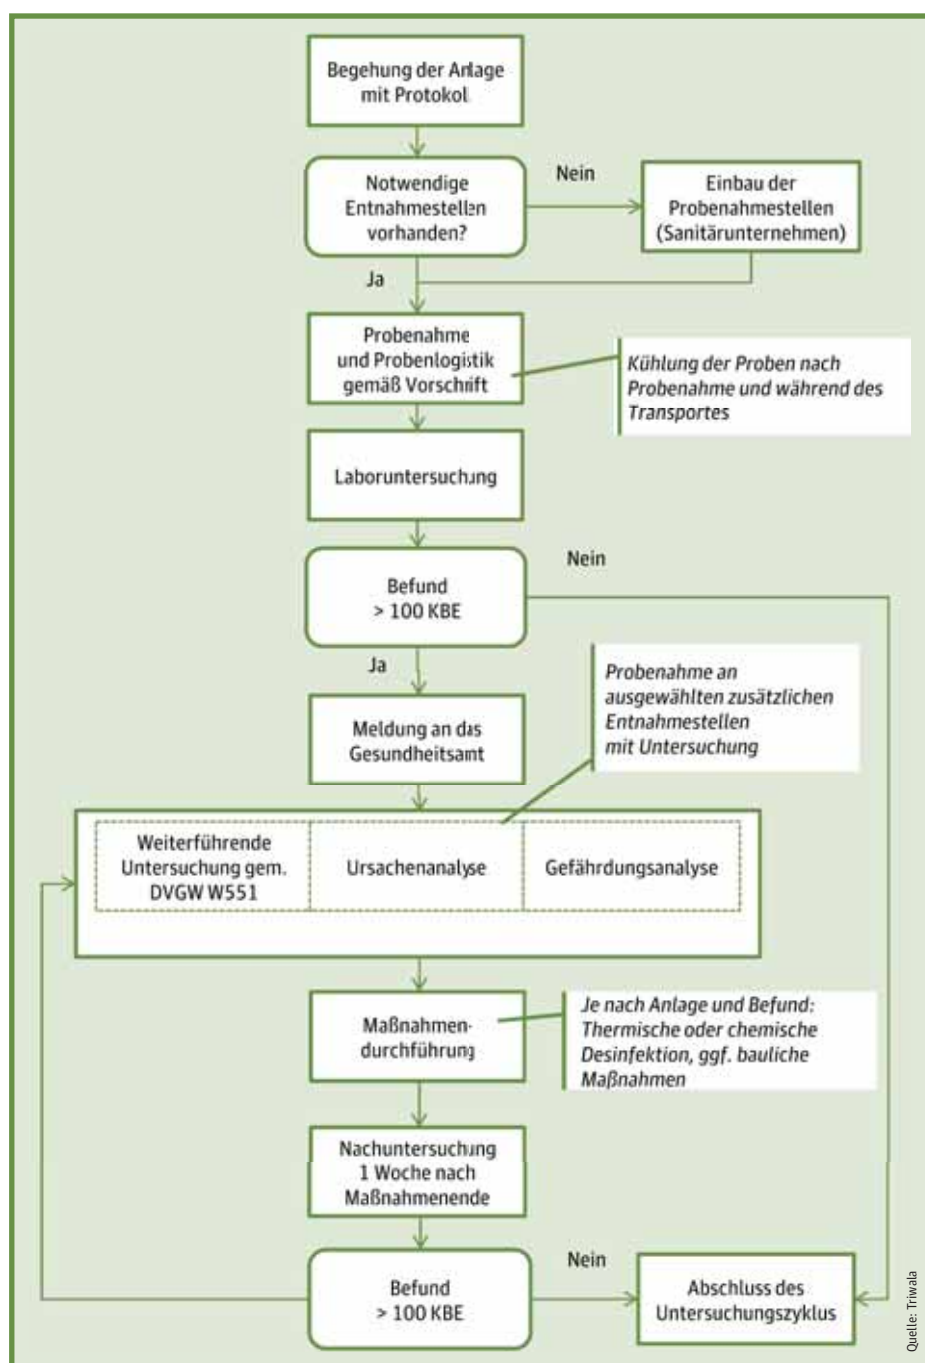 Begehung der Anlage
mit Protokol
Notwendige
Entnahmestellen
vorhanden?
Nein
Einbau der
Probenahmestellen
(Sanitärunternehmen)
Ja
Probenahme
und Probenlogistik
gemäß Vorschrift
Kühlung der Proben nach
Probenahme und während des
Transportes
Laboruntersuchung
Befund
> 100 KBE
Nein
Ja
Probenahme an
ausgewählten zusätzlichen
Entnahmestellen
mit Untersuchung
Meldung an das
Gesundheitsamt
Weiterführende
Untersuchung gem.
DVGW W551
Ursachenanalyse
Gefährdungsanalyse
Maßnahmen-
durchführung
Je nach Anlage und Befund:
Thermische oder chemische
Desinfektion, ggf. bauliche
Maßnahmen
Nachuntersuchung
1 Woche nach
Maßnahmenende
Befund
> 100 KBE
Nein
Abschluss des
Untersuchungszyklus
Quelle: Triwala